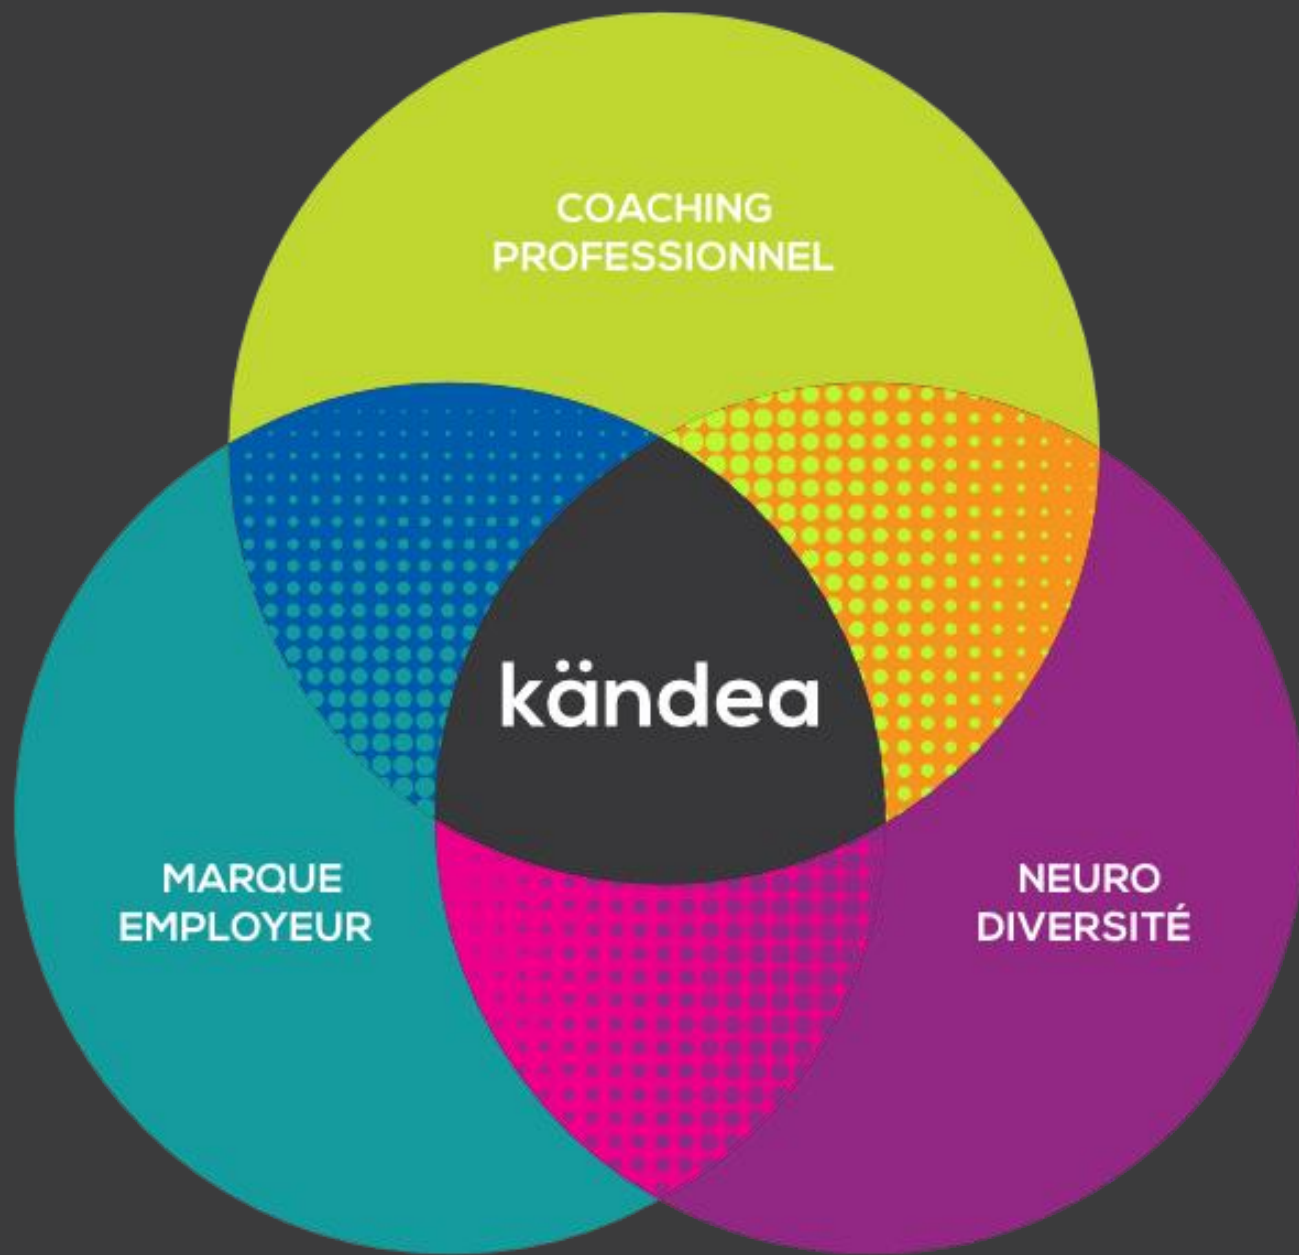 COACHING
PROFESSIONNEL
kändea
MARQUE
EMPLOYEUR
NEURO
DIVERSITÉ